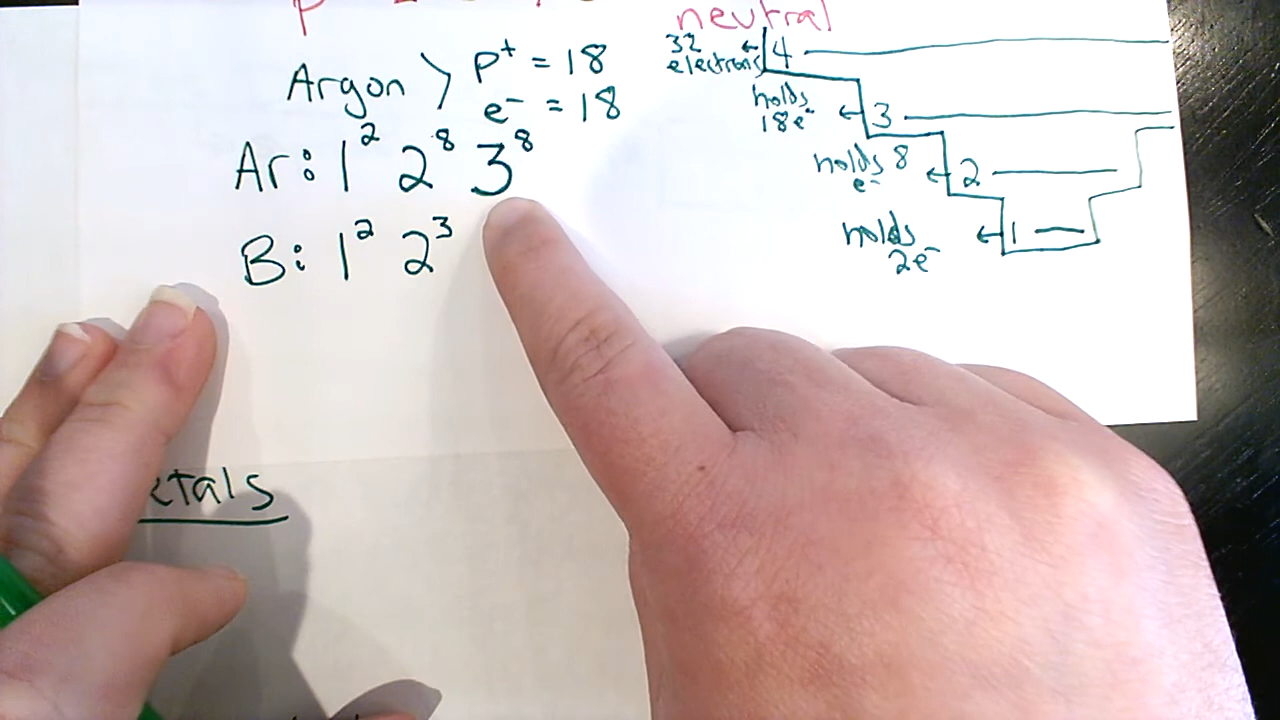 neutral
Argon > p⁺ = 18
e⁻ = 18
Ar: 1² 2⁸ 3⁸
B: 1² 2³
32 electrons ← 4
holds 18e⁻ ← 3
holds 8 e⁻ ← 2
holds 2e⁻ ← 1
etals